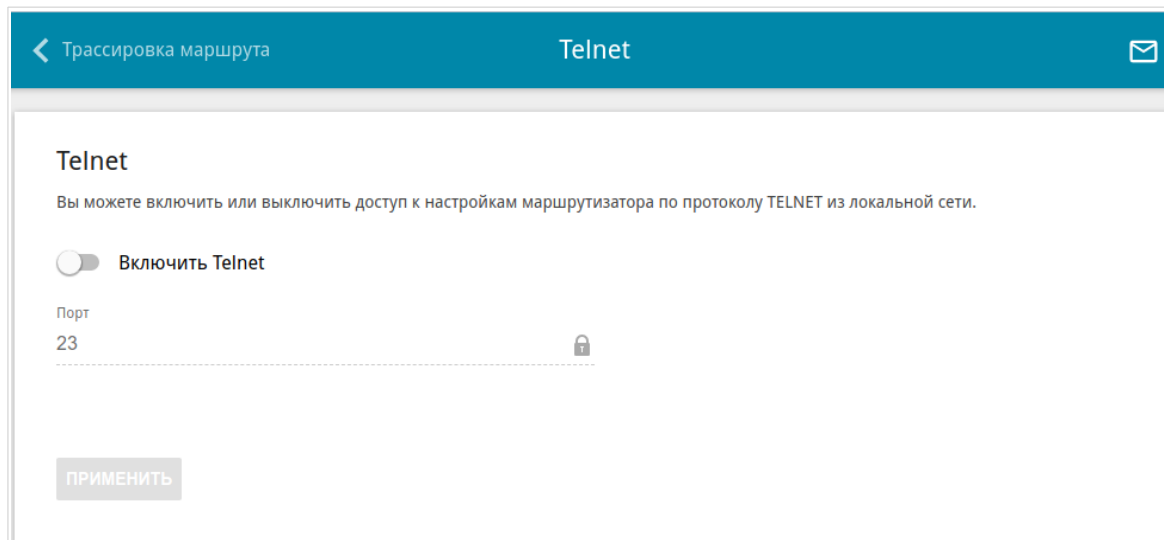 Трассировка маршрута
Telnet
Telnet
Вы можете включить или выключить доступ к настройкам маршрутизатора по протоколу TELNET из локальной сети.
Включить Telnet
Порт
23
ПРИМЕНИТЬ